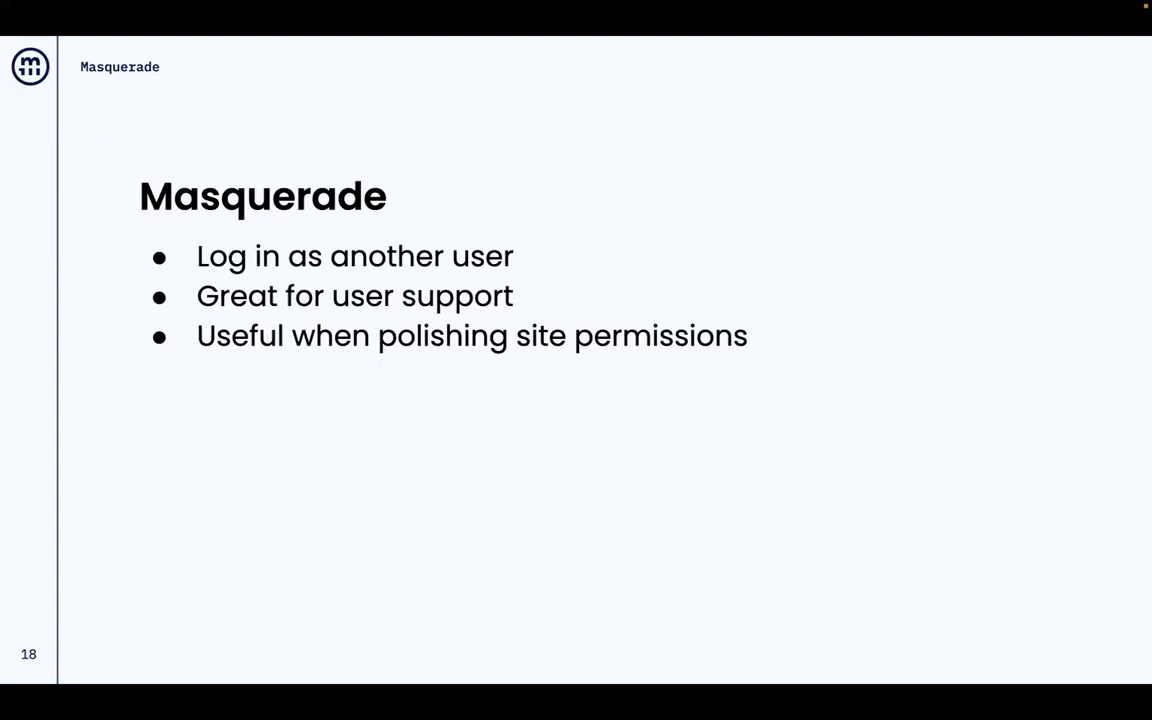 Masquerade
Masquerade
● Log in as another user
● Great for user support
● Useful when polishing site permissions
18